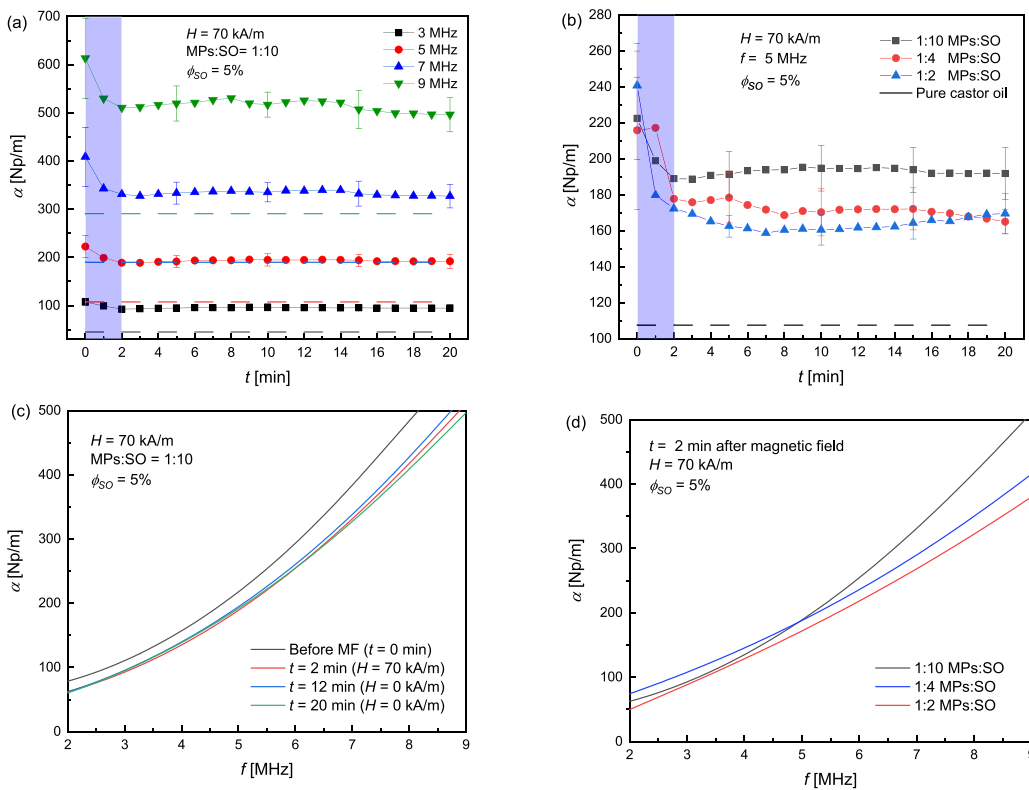 (a)
H = 70 kA/m
MPs:SO= 1:10
ϕSO = 5%
3 MHz
5 MHz
7 MHz
9 MHz
700
600
500
400
300
200
100
α [Np/m]
0 2 4 6 8 10 12 14 16 18 20
t [min]
(b)
H = 70 kA/m
f = 5 MHz
ϕSO = 5%
1:10 MPs:SO
1:4 MPs:SO
1:2 MPs:SO
Pure castor oil
280
260
240
220
200
180
160
140
120
100
α [Np/m]
0 2 4 6 8 10 12 14 16 18 20
t [min]
(c)
H = 70 kA/m
MPs:SO = 1:10
ϕSO = 5%
Before MF (t = 0 min)
t = 2 min (H = 70 kA/m)
t = 12 min (H = 0 kA/m)
t = 20 min (H = 0 kA/m)
500
400
300
200
100
0
α [Np/m]
2 3 4 5 6 7 8 9
f [MHz]
(d)
t = 2 min after magnetic field
H = 70 kA/m
ϕSO = 5%
1:10 MPs:SO
1:4 MPs:SO
1:2 MPs:SO
500
400
300
200
100
0
α [Np/m]
2 3 4 5 6 7 8 9
f [MHz]